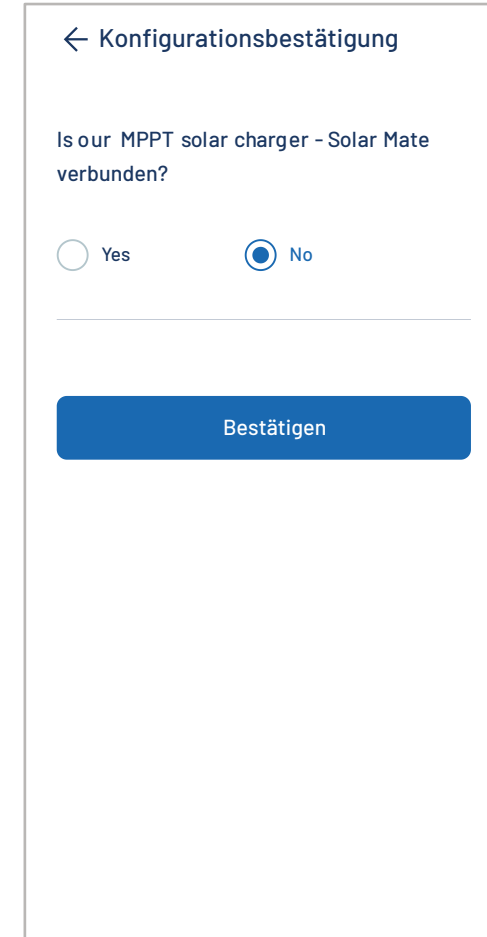 Konfigurationsbestätigung
Is our MPPT solar charger - Solar Mate
verbunden?
Yes No
Bestätigen